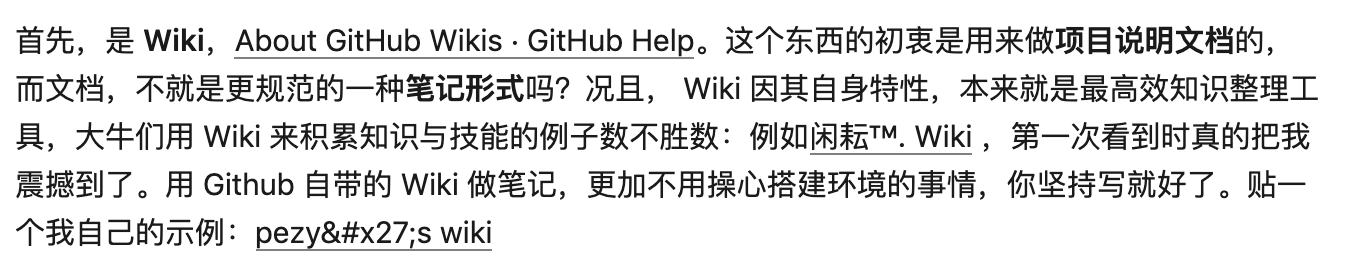 首先，是 Wiki，About GitHub Wikis · GitHub Help。这个东西的初衷是用来做项目说明文档的，
而文档，不就是更规范的一种笔记形式吗？况且， Wiki 因其自身特性，本来就是最高效知识整理工
具，大牛们用 Wiki 来积累知识与技能的例子数不胜数：例如闲耘™. Wiki ，第一次看到时真的把我
震撼到了。用 Github 自带的 Wiki 做笔记，更加不用操心搭建环境的事情，你坚持写就好了。贴一
个我自己的示例：pezy&#x27;s wiki